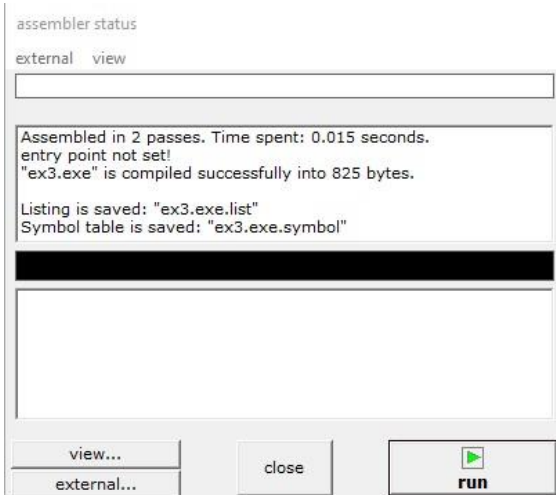 assembler status
external view
Assembled in 2 passes. Time spent: 0.015 seconds.
entry point not set!
"ex3.exe" is compiled successfully into 825 bytes.
Listing is saved: "ex3.exe.list"
Symbol table is saved: "ex3.exe.symbol"
view...
external...
close
run